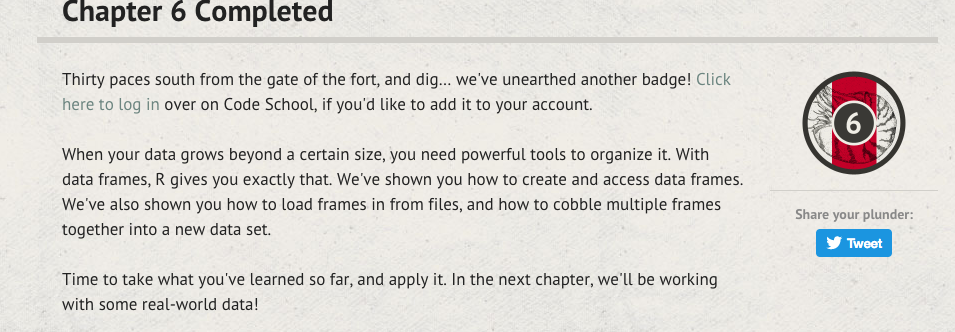 Chapter 6 Completed
Thirty paces south from the gate of the fort, and dig... we've unearthed another badge! Click
here to log in over on Code School, if you'd like to add it to your account.
When your data grows beyond a certain size, you need powerful tools to organize it. With
data frames, R gives you exactly that. We've shown you how to create and access data frames.
We've also shown you how to load frames in from files, and how to cobble multiple frames
together into a new data set.
Time to take what you've learned so far, and apply it. In the next chapter, we'll be working
with some real-world data!
6
Share your plunder:
Tweet